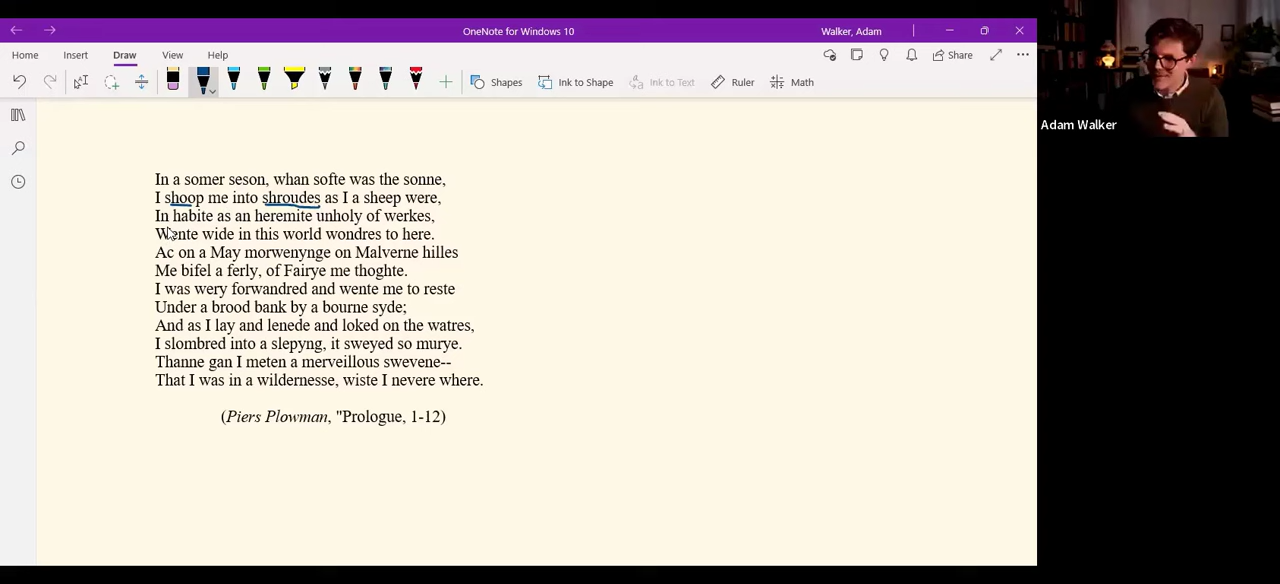 OneNote for Windows 10
Walker, Adam
Home Insert Draw View Help
Share
Shapes Ink to Shape Ink to Text Ruler Math
Adam Walker
In a somer seson, whan softe was the sonne,
I shoop me into shroudes as I a sheep were,
In habite as an heremite unholy of werkes,
Wente wide in this world wondres to here.
Ac on a May morwenynge on Malverne hilles
Me bifel a ferly, of Fairye me thoghte.
I was wery forwandred and wente me to reste
Under a brood bank by a bourne syde;
And as I lay and lenede and loked on the watres,
I slombred into a slepyng, it sweyed so murye.
Thanne gan I meten a merveillous swevene--
That I was in a wildernesse, wiste I nevere where.
(Piers Plowman, "Prologue, 1-12)